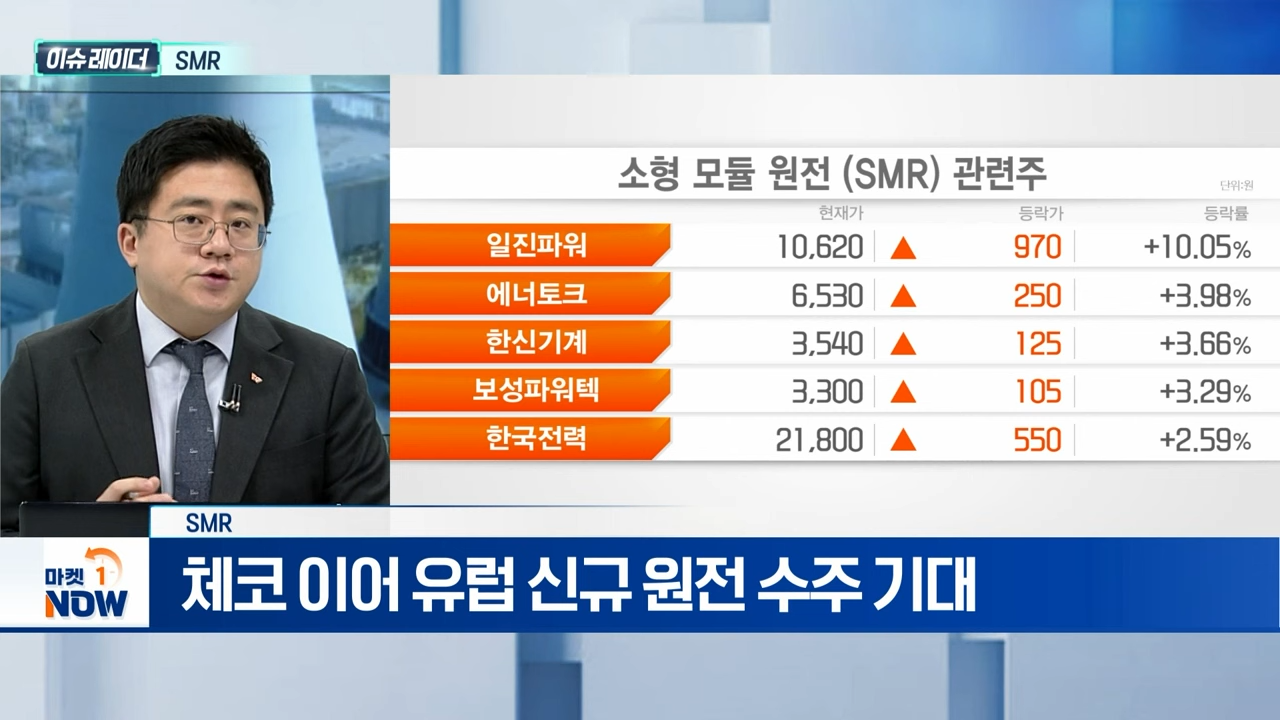 이슈레이더 SMR
소형 모듈 원전 (SMR) 관련주
단위:원
현재가 등락가 등락률
일진파워 10,620 ▲ 970 +10.05%
에너토크 6,530 ▲ 250 +3.98%
한신기계 3,540 ▲ 125 +3.66%
보성파워텍 3,300 ▲ 105 +3.29%
한국전력 21,800 ▲ 550 +2.59%
SMR
마켓 1
NOW
체코 이어 유럽 신규 원전 수주 기대